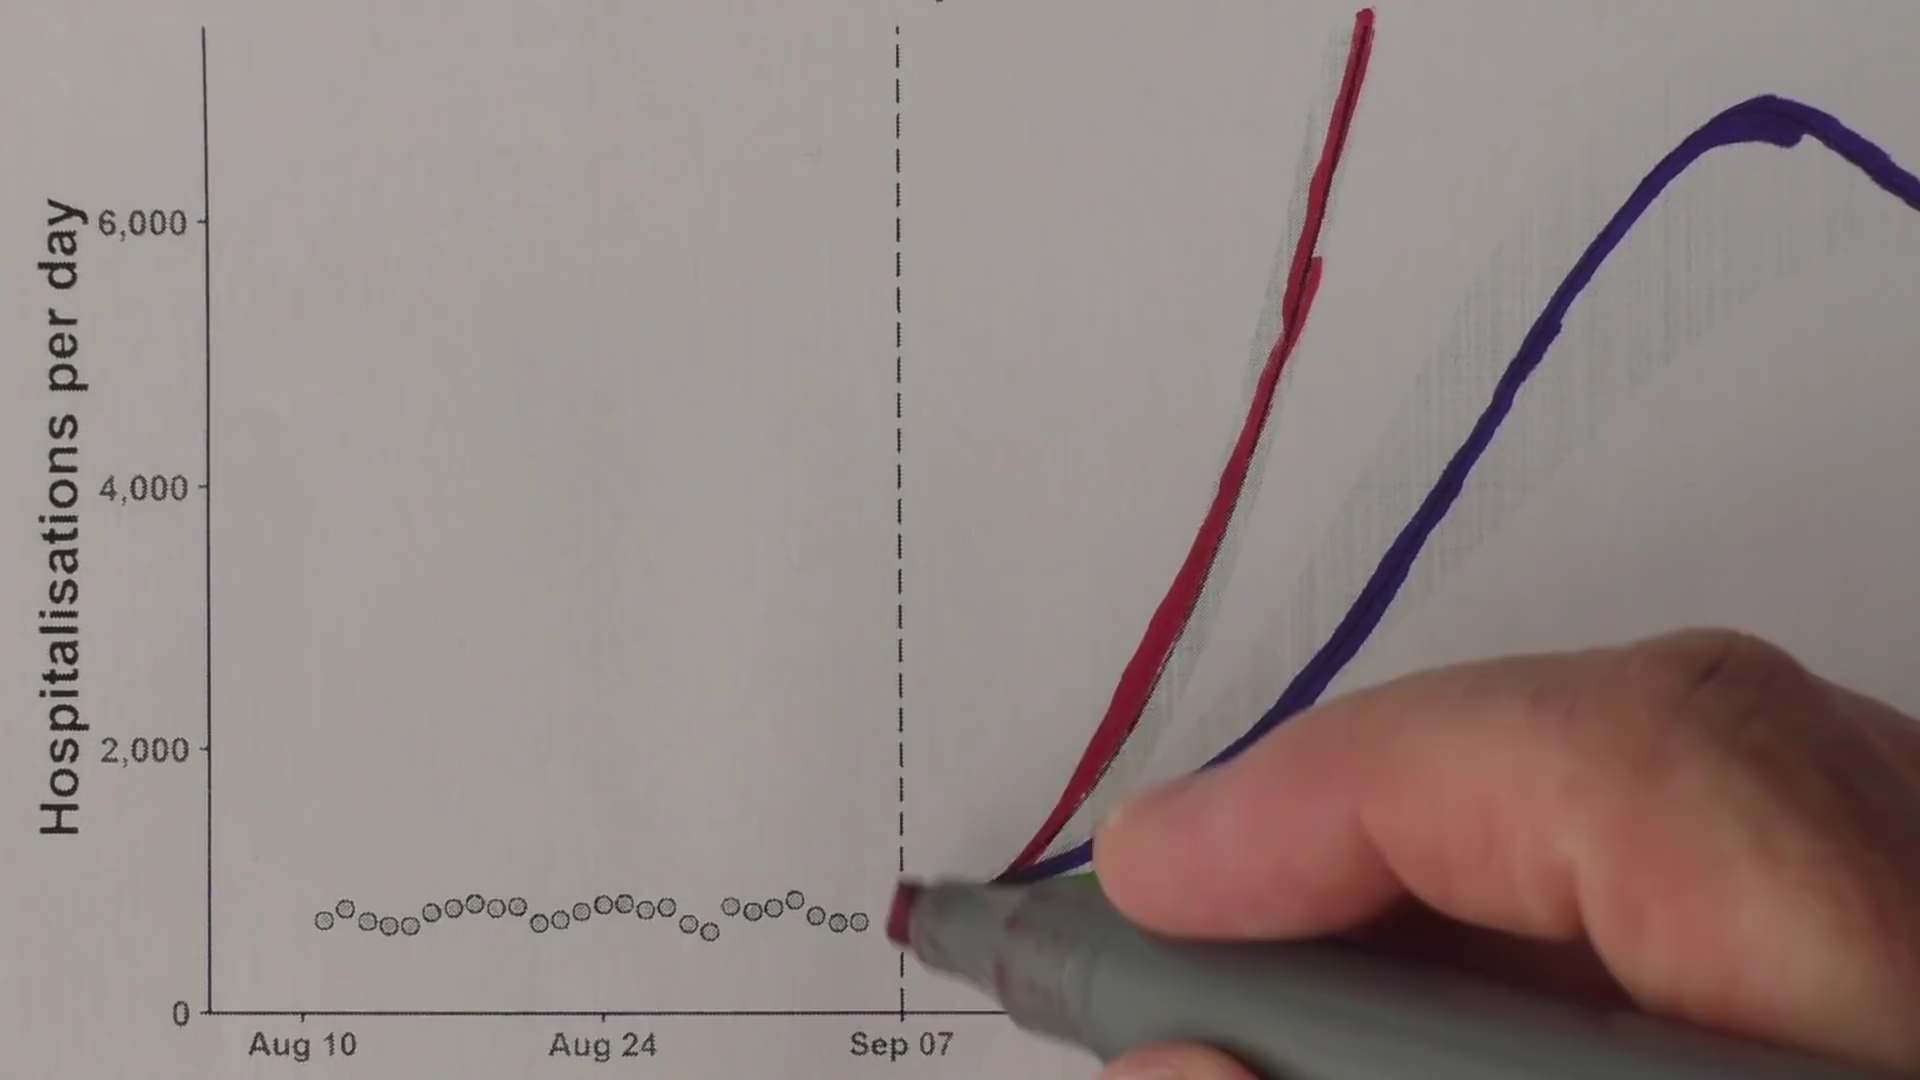 Hospitalisations per day
6,000
4,000
2,000
0
Aug 10
Aug 24
Sep 07